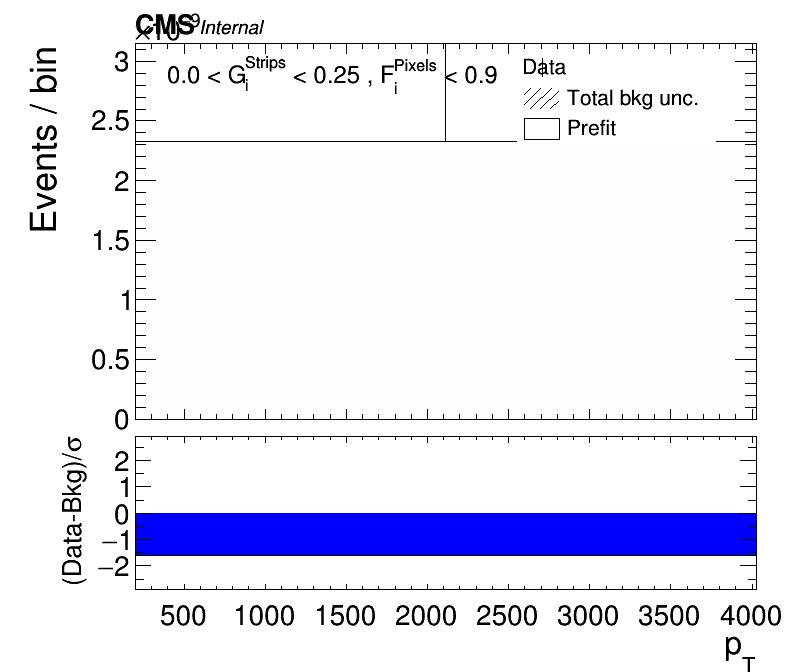 CMS Internal
×10⁻⁹
Events / bin
0.0 < G_i^Strips < 0.25 , F_i^Pixels < 0.9
Data
Total bkg unc.
Prefit
3
2.5
2
1.5
1
0.5
0
(Data-Bkg)/σ
2
1
0
−1
−2
500 1000 1500 2000 2500 3000 3500 4000
p_T